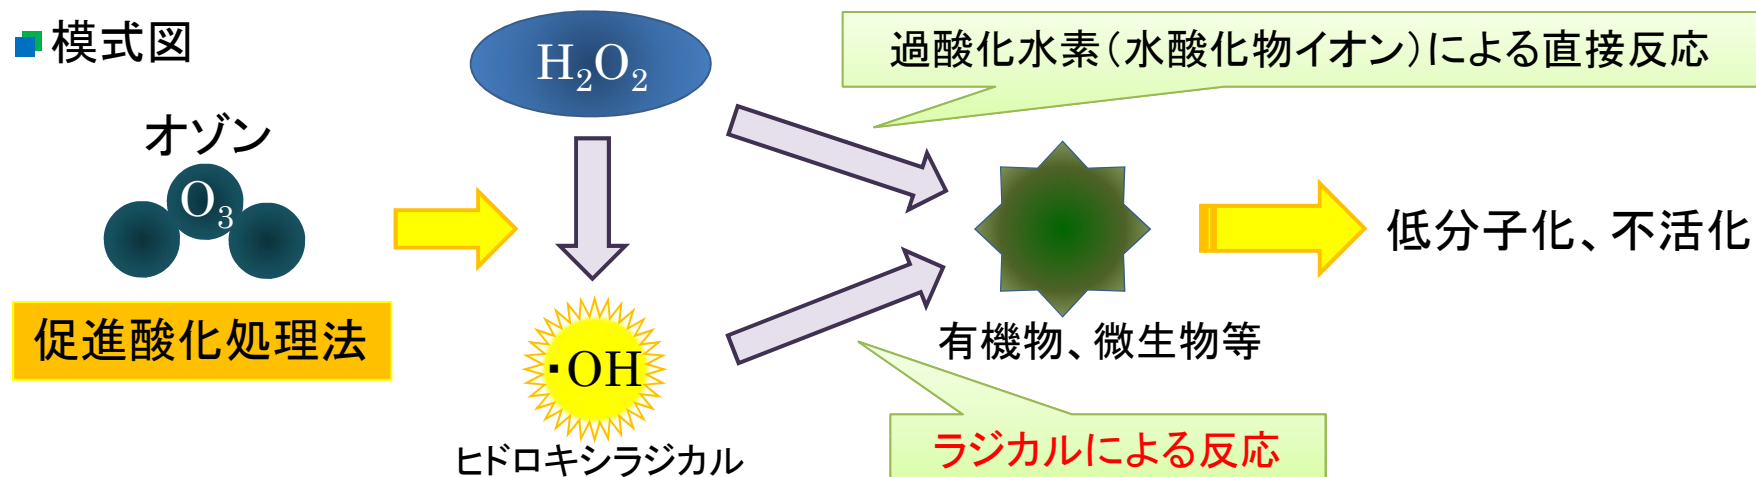 模式図
H₂O₂
過酸化水素（水酸化物イオン）による直接反応
オゾン
O₃
促進酸化処理法
・OH
ヒドロキシラジカル
有機物、微生物等
ラジカルによる反応
低分子化、不活化